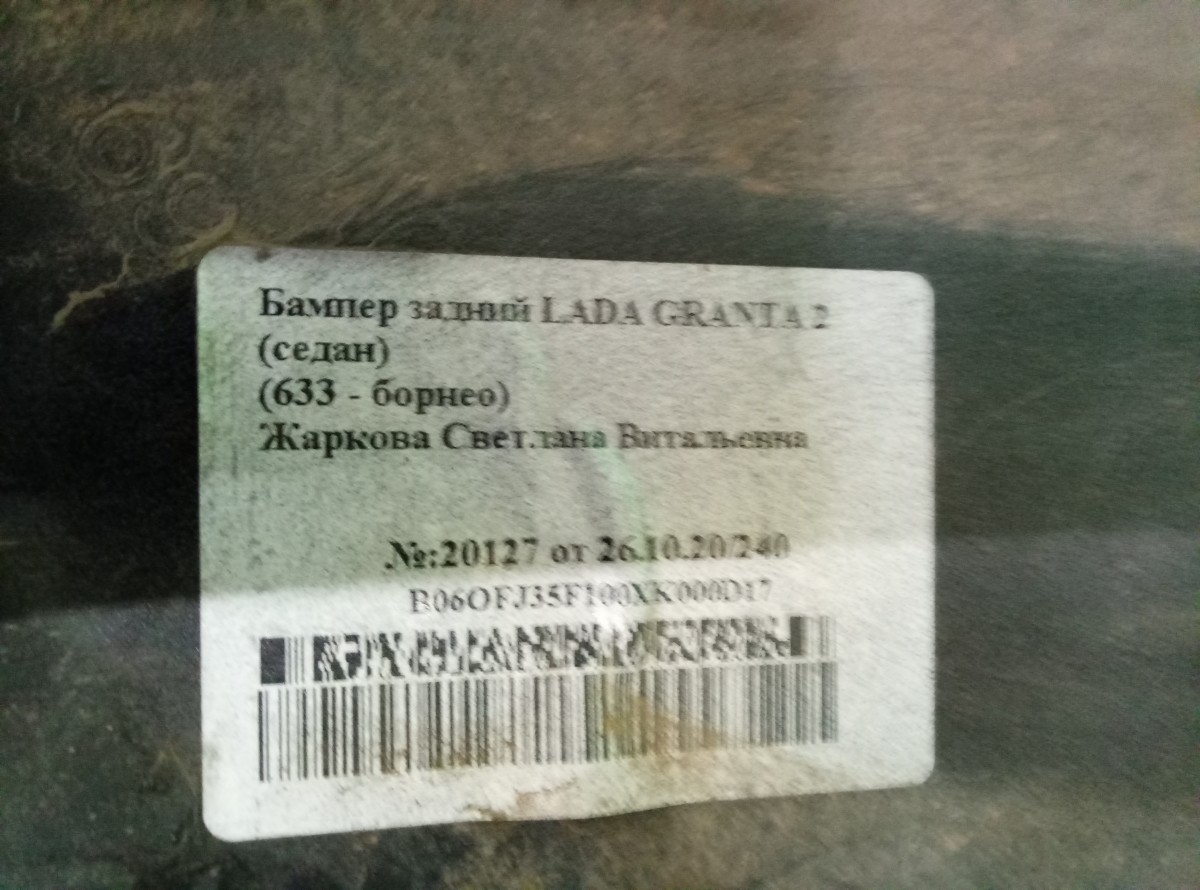 Бампер задний LADA GRANTA 2
(седан)
(633 - борнео)
Жаркова Светлана Витальевна
№:20127 от 26.10.20/240
B06OFJ35F100XK000D17